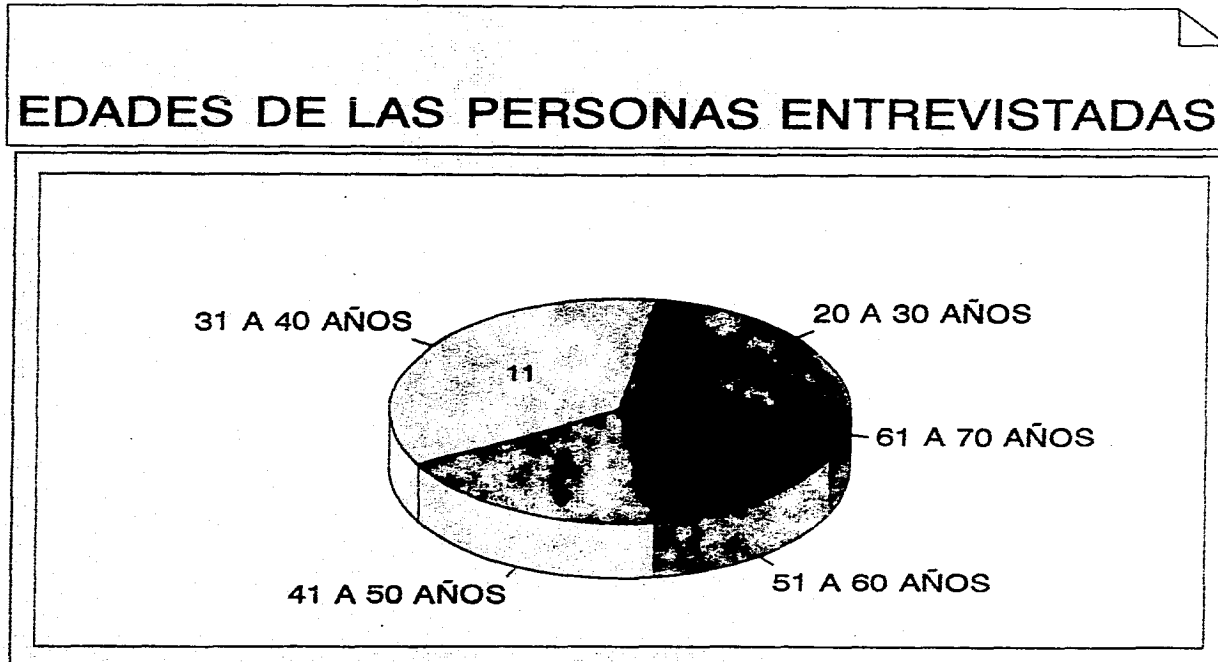 EDADES DE LAS PERSONAS ENTREVISTADAS
31 A 40 AÑOS
20 A 30 AÑOS
11
61 A 70 AÑOS
51 A 60 AÑOS
41 A 50 AÑOS